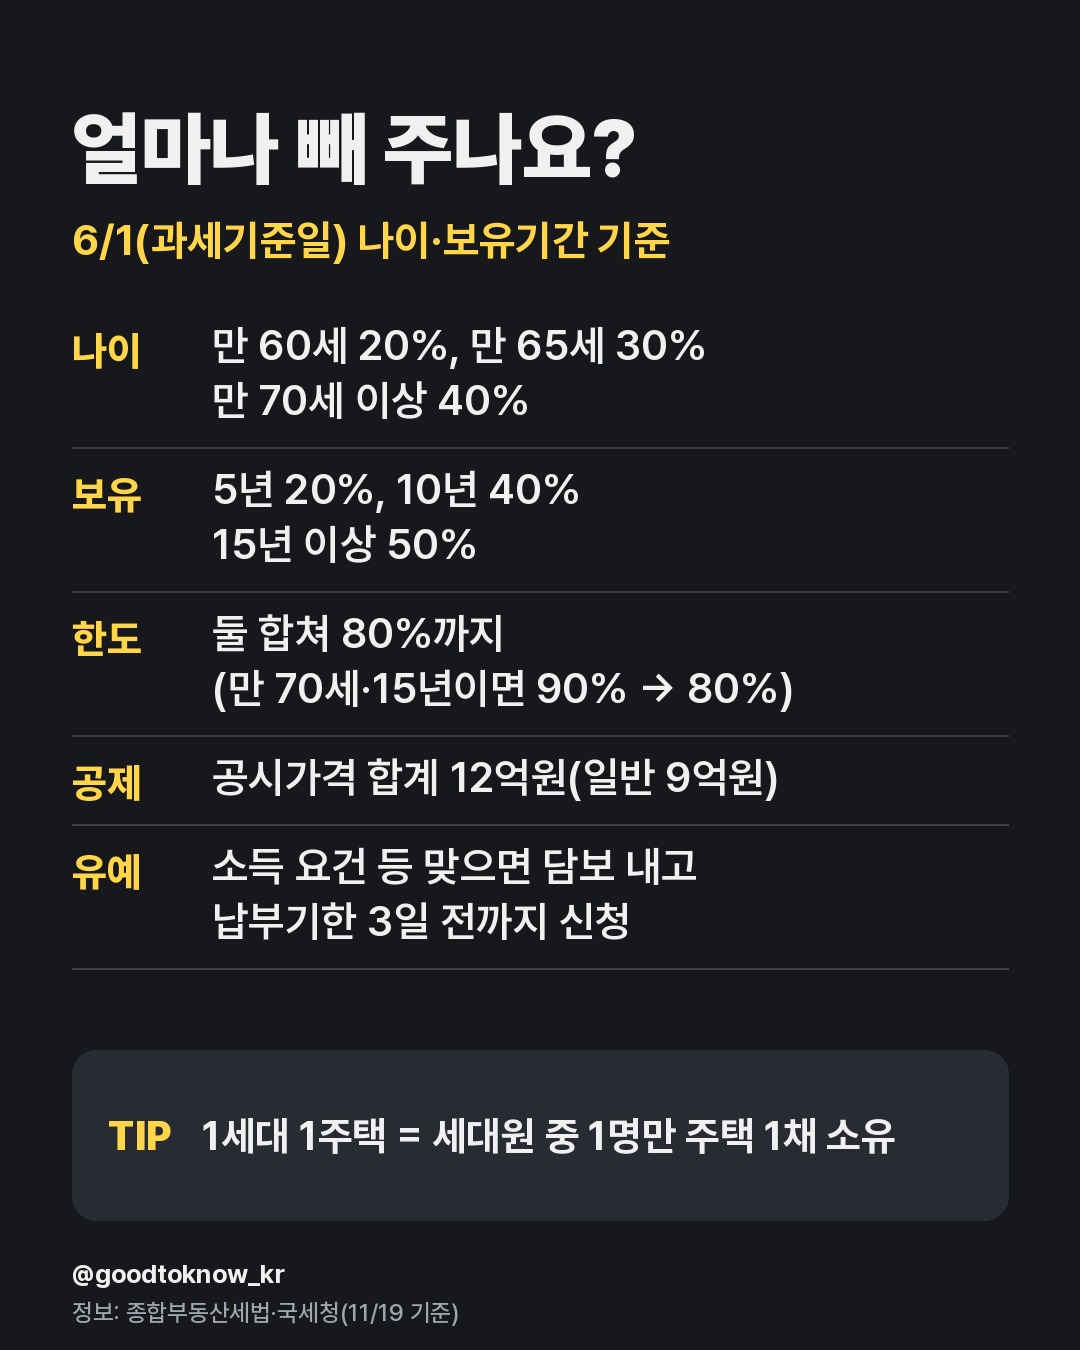 얼마나 빼 주나요?
6/1(과세기준일) 나이·보유기간 기준
나이
만 60세 20%, 만 65세 30%
만 70세 이상 40%
보유
5년 20%, 10년 40%
15년 이상 50%
한도
둘 합쳐 80%까지
(만 70세·15년이면 90% → 80%)
공제
공시가격 합계 12억원(일반 9억원)
유예
소득 요건 등 맞으면 담보 내고
납부기한 3일 전까지 신청
TIP 1세대 1주택 = 세대원 중 1명만 주택 1채 소유
@goodtoknow_kr
정보: 종합부동산세법·국세청(11/19 기준)